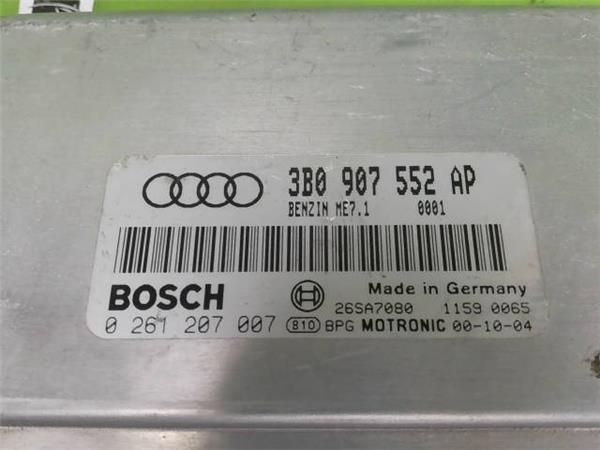 3B0 907 552 AP
BENZIN ME7.1 0001
BOSCH
Made in Germany
26SA7080 1159 0065
0 261 207 007 810 BPG MOTRONIC 00-10-04